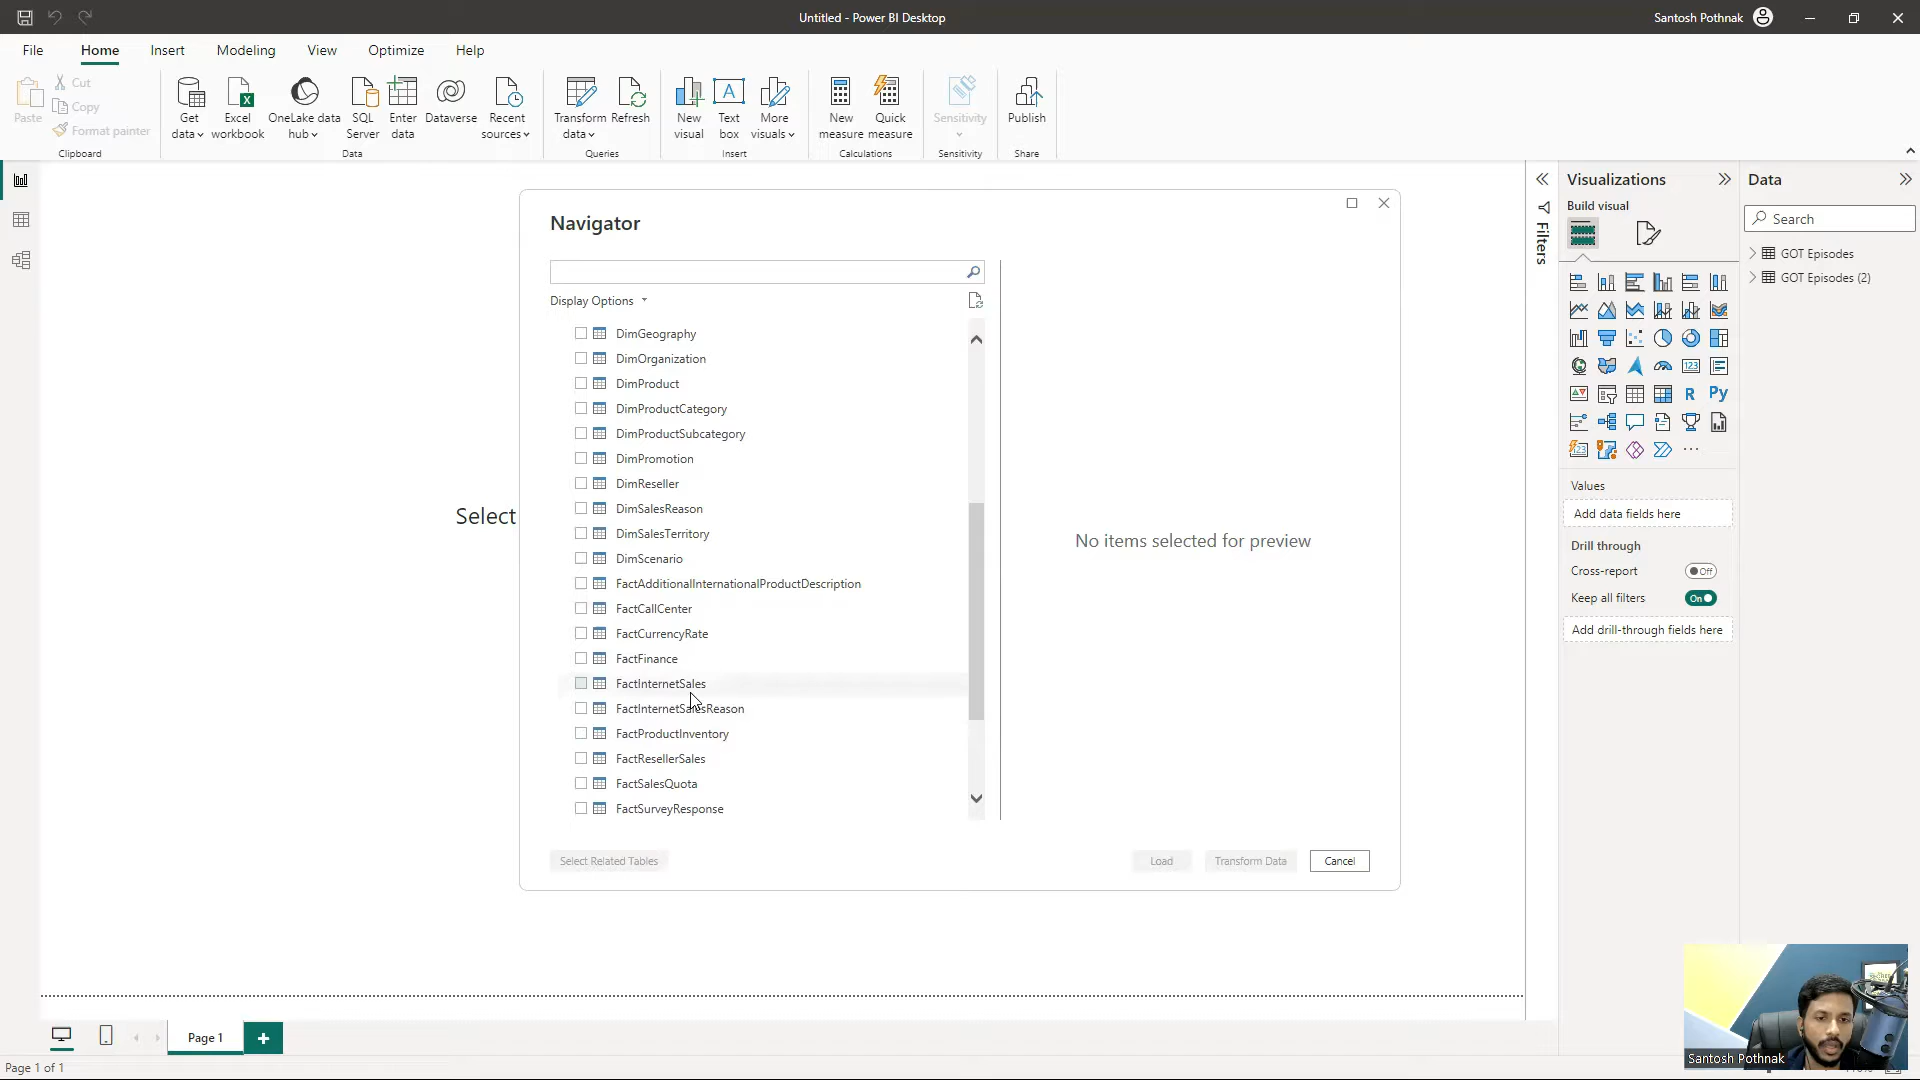 Untitled - Power BI Desktop
Santosh Pothnak
File
Home
Insert
Modeling
View
Optimize
Help
Paste
Cut
Copy
Format painter
Clipboard
Get data
Excel workbook
OneLake data hub
SQL Server
Enter data
Dataverse
Recent sources
Data
Transform data
Refresh
Queries
New visual
Text box
More visuals
Insert
New measure
Quick measure
Calculations
Sensitivity
Sensitivity
Publish
Share
Select
Navigator
Display Options
DimGeography
DimOrganization
DimProduct
DimProductCategory
DimProductSubcategory
DimPromotion
DimReseller
DimSalesReason
DimSalesTerritory
DimScenario
FactAdditionalInternationalProductDescription
FactCallCenter
FactCurrencyRate
FactFinance
FactInternetSales
FactInternetSalesReason
FactProductInventory
FactResellerSales
FactSalesQuota
FactSurveyResponse
No items selected for preview
Select Related Tables
Load
Transform Data
Cancel
Filters
Visualizations
Build visual
R
Py
123
Values
Add data fields here
Drill through
Cross-report
Off
Keep all filters
On
Add drill-through fields here
Data
Search
GOT Episodes
GOT Episodes (2)
Page 1
Page 1 of 1
Santosh Pothnak